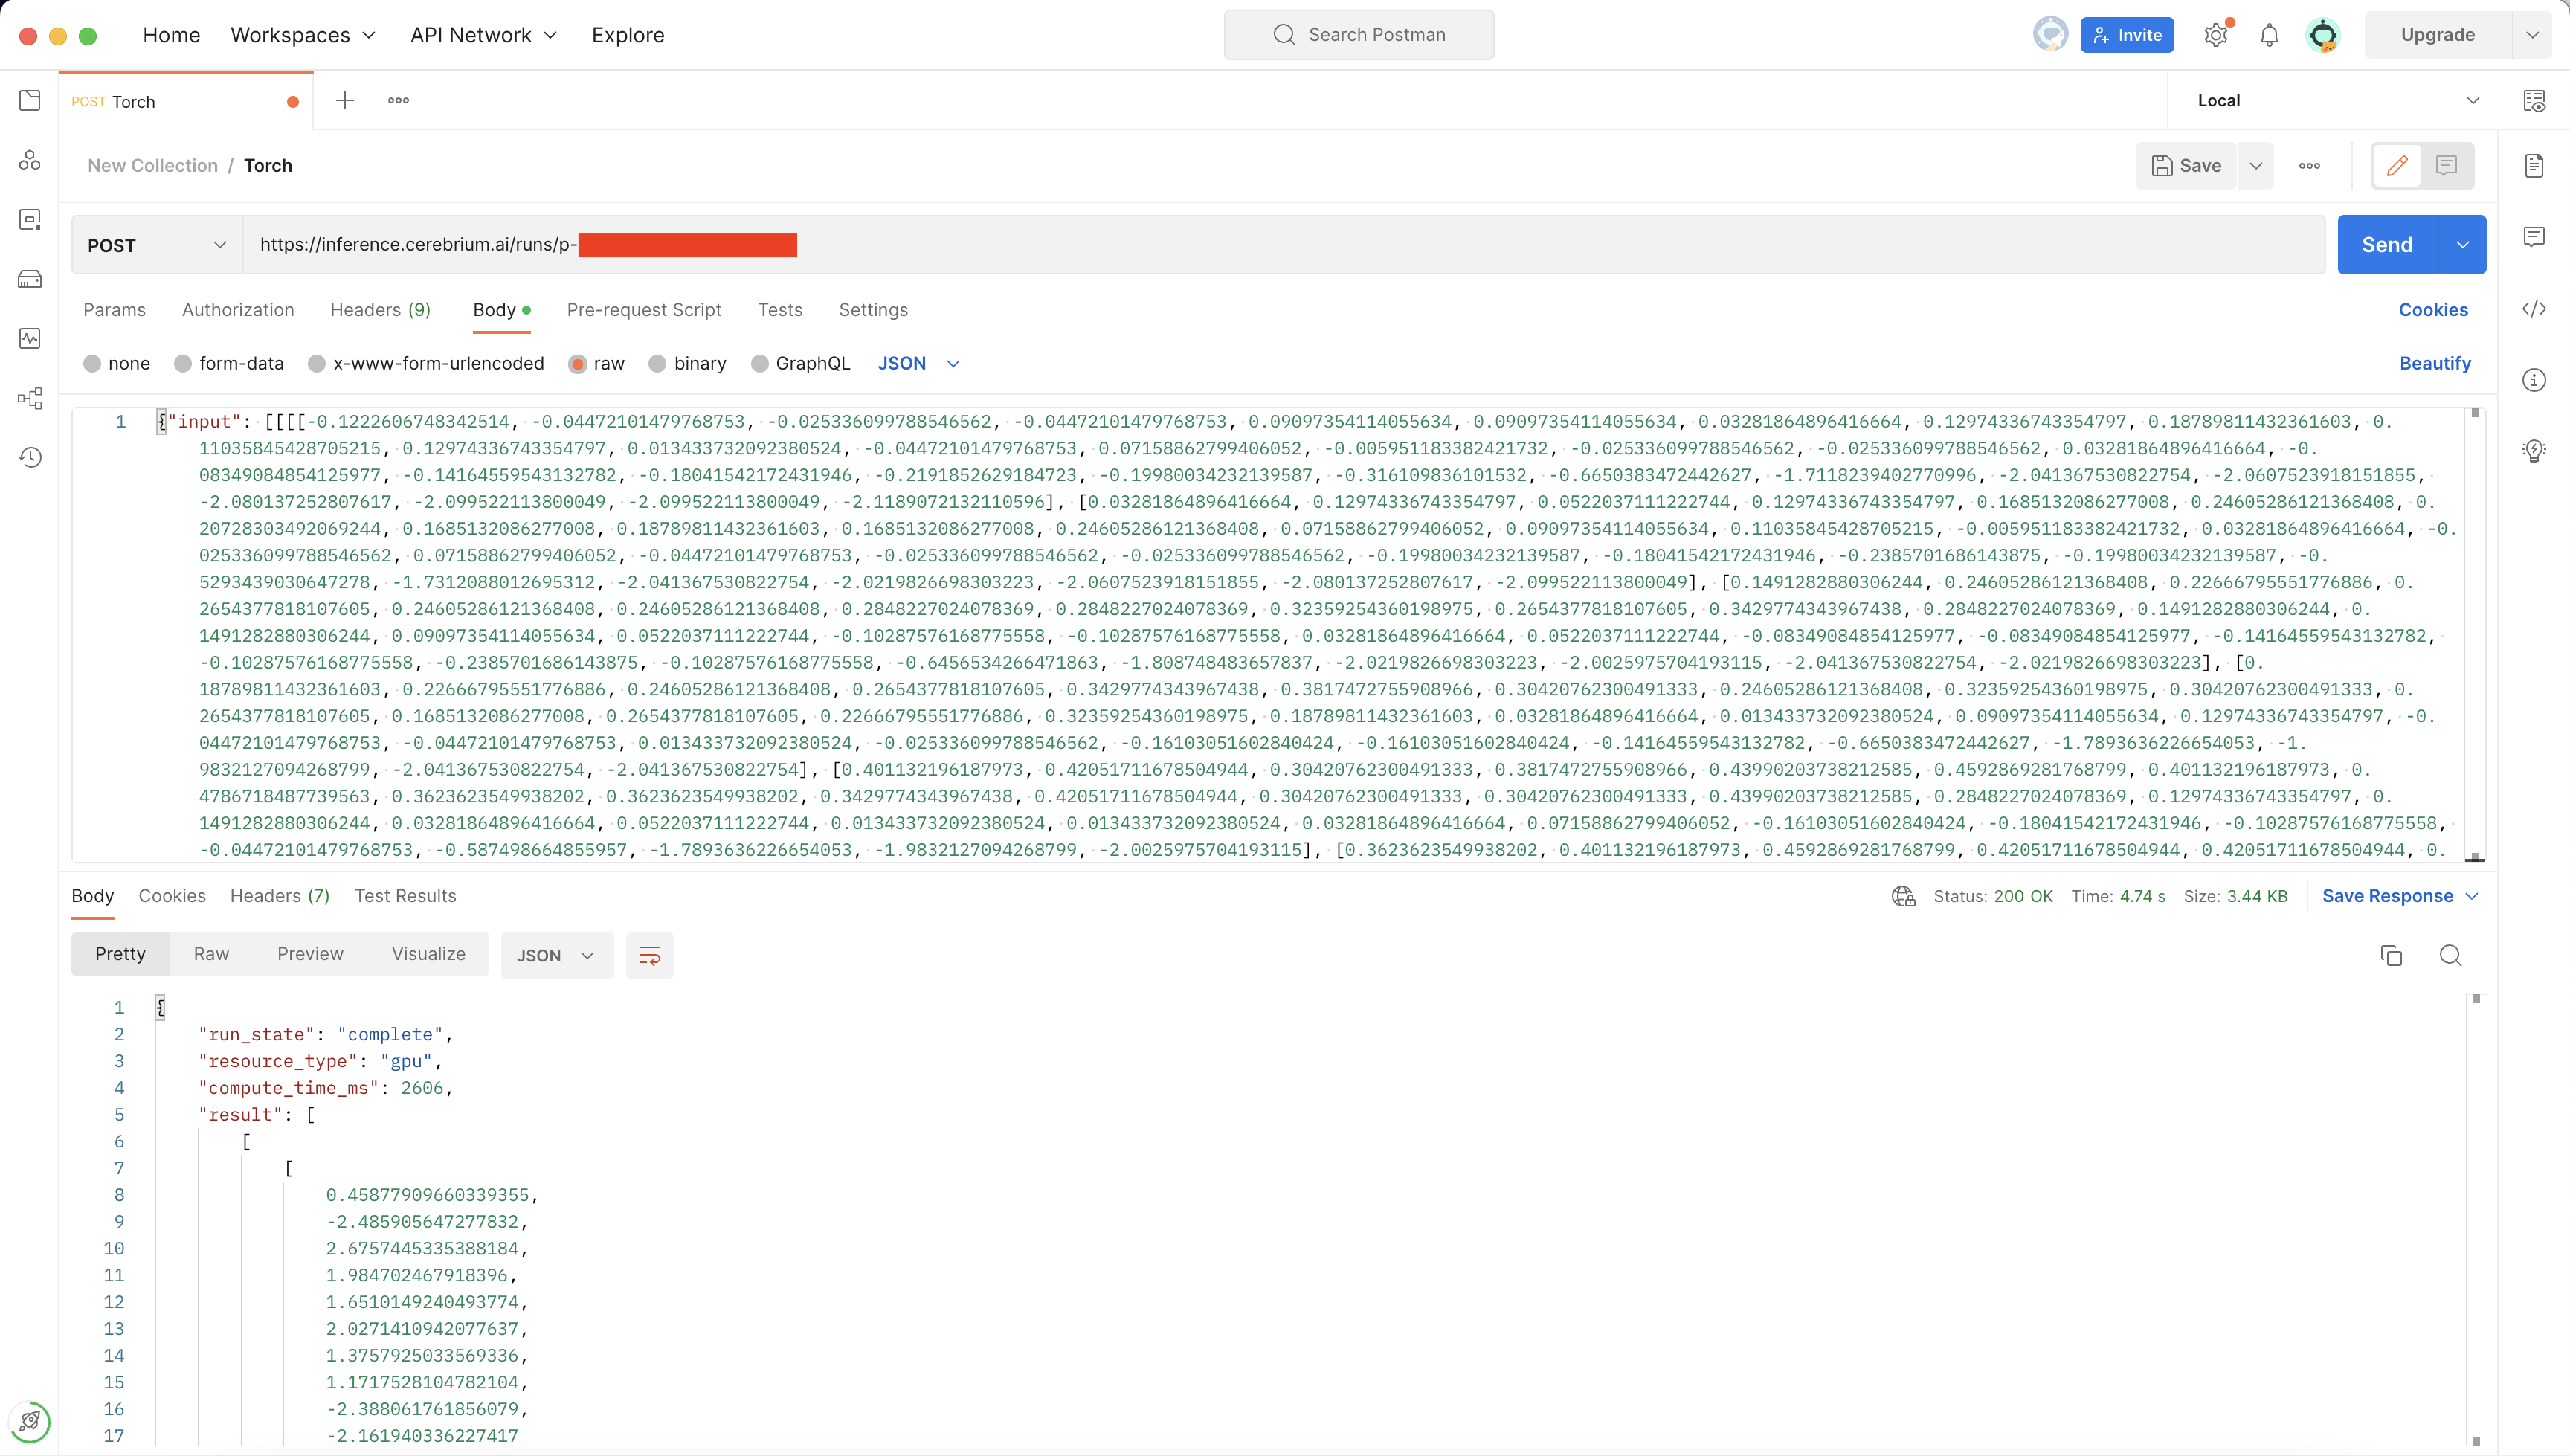 Home Workspaces API Network Explore Search Postman Invite Upgrade
POST Torch Local
New Collection / Torch Save
POST https://inference.cerebrium.ai/runs/p- Send
Params Authorization Headers (9) Body Pre-request Script Tests Settings Cookies
none form-data x-www-form-urlencoded raw binary GraphQL JSON Beautify
1 {"input": [[[[-0.1222606748342514, -0.04472101479768753, -0.025336099788546562, -0.04472101479768753, 0.09097354114055634, 0.09097354114055634, 0.03281864896416664, 0.12974336743354797, 0.18789811432361603, 0.
11035845428705215, 0.12974336743354797, 0.013433732092380524, -0.04472101479768753, 0.07158862799406052, -0.005951183382421732, -0.025336099788546562, -0.025336099788546562, 0.03281864896416664, -0.
08349084854125977, -0.14164559543132782, -0.18041542172431946, -0.2191852629184723, -0.19980034232139587, -0.316109836101532, -0.6650383472442627, -1.7118239402770996, -2.041367530822754, -2.0607523918151855,
-2.080137252807617, -2.099522113800049, -2.099522113800049, -2.1189072132110596], [0.03281864896416664, 0.12974336743354797, 0.0522037111222744, 0.12974336743354797, 0.1685132086277008, 0.24605286121368408, 0.
20728303492069244, 0.1685132086277008, 0.18789811432361603, 0.1685132086277008, 0.24605286121368408, 0.07158862799406052, 0.09097354114055634, 0.11035845428705215, -0.005951183382421732, 0.03281864896416664, -0.
025336099788546562, 0.07158862799406052, -0.04472101479768753, -0.025336099788546562, -0.025336099788546562, -0.19980034232139587, -0.18041542172431946, -0.2385701686143875, -0.19980034232139587, -0.
5293439030647278, -1.7312088012695312, -2.041367530822754, -2.0219826698303223, -2.0607523918151855, -2.080137252807617, -2.099522113800049], [0.1491282880306244, 0.24605286121368408, 0.22666795551776886, 0.
2654377818107605, 0.24605286121368408, 0.24605286121368408, 0.2848227024078369, 0.2848227024078369, 0.32359254360198975, 0.2654377818107605, 0.3429774343967438, 0.2848227024078369, 0.1491282880306244, 0.
1491282880306244, 0.09097354114055634, 0.0522037111222744, -0.10287576168775558, -0.10287576168775558, 0.03281864896416664, 0.0522037111222744, -0.08349084854125977, -0.08349084854125977, -0.14164559543132782,
-0.10287576168775558, -0.2385701686143875, -0.10287576168775558, -0.6456534266471863, -1.808748483657837, -2.0219826698303223, -2.0025975704193115, -2.041367530822754, -2.0219826698303223], [0.
18789811432361603, 0.22666795551776886, 0.24605286121368408, 0.2654377818107605, 0.3429774343967438, 0.3817472755908966, 0.30420762300491333, 0.24605286121368408, 0.32359254360198975, 0.30420762300491333, 0.
2654377818107605, 0.1685132086277008, 0.2654377818107605, 0.22666795551776886, 0.32359254360198975, 0.18789811432361603, 0.03281864896416664, 0.013433732092380524, 0.09097354114055634, 0.12974336743354797, -0.
04472101479768753, -0.04472101479768753, 0.013433732092380524, -0.025336099788546562, -0.16103051602840424, -0.16103051602840424, -0.14164559543132782, -0.6650383472442627, -1.7893636226654053, -1.
9832127094268799, -2.041367530822754, -2.041367530822754], [0.401132196187973, 0.42051711678504944, 0.30420762300491333, 0.3817472755908966, 0.43990203738212585, 0.4592869281768799, 0.401132196187973, 0.
4786718487739563, 0.3623623549938202, 0.3623623549938202, 0.3429774343967438, 0.42051711678504944, 0.30420762300491333, 0.30420762300491333, 0.43990203738212585, 0.2848227024078369, 0.12974336743354797, 0.
1491282880306244, 0.03281864896416664, 0.0522037111222744, 0.013433732092380524, 0.013433732092380524, 0.03281864896416664, 0.07158862799406052, -0.16103051602840424, -0.18041542172431946, -0.10287576168775558,
-0.04472101479768753, -0.587498664855957, -1.7893636226654053, -1.9832127094268799, -2.0025975704193115], [0.3623623549938202, 0.401132196187973, 0.4592869281768799, 0.42051711678504944, 0.42051711678504944, 0.
Body Cookies Headers (7) Test Results Status: 200 OK Time: 4.74 s Size: 3.44 KB Save Response
Pretty Raw Preview Visualize JSON
1 {
2 "run_state": "complete",
3 "resource_type": "gpu",
4 "compute_time_ms": 2606,
5 "result": [
6 [
7 [
8 0.45877909660339355,
9 -2.485905647277832,
10 2.6757445335388184,
11 1.984702467918396,
12 1.6510149240493774,
13 2.0271410942077637,
14 1.3757925033569336,
15 1.1717528104782104,
16 -2.388061761856079,
17 -2.161940336227417